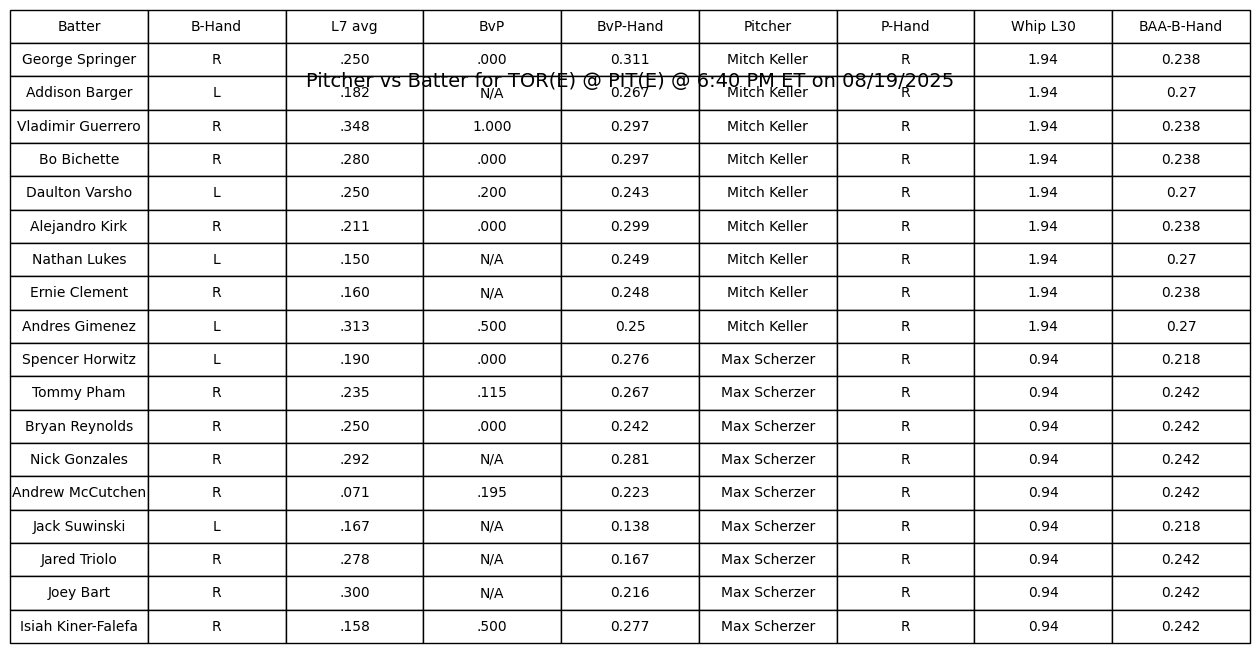 Batter B-Hand L7 avg BvP BvP-Hand Pitcher P-Hand Whip L30 BAA-B-Hand
George Springer R .250 .000 0.311 Mitch Keller R 1.94 0.238
Pitcher vs Batter for TOR(E) @ PIT(E) @ 6:40 PM ET on 08/19/2025
Addison Barger L .182 N/A 0.267 Mitch Keller R 1.94 0.27
Vladimir Guerrero R .348 1.000 0.297 Mitch Keller R 1.94 0.238
Bo Bichette R .280 .000 0.297 Mitch Keller R 1.94 0.238
Daulton Varsho L .250 .200 0.243 Mitch Keller R 1.94 0.27
Alejandro Kirk R .211 .000 0.299 Mitch Keller R 1.94 0.238
Nathan Lukes L .150 N/A 0.249 Mitch Keller R 1.94 0.27
Ernie Clement R .160 N/A 0.248 Mitch Keller R 1.94 0.238
Andres Gimenez L .313 .500 0.25 Mitch Keller R 1.94 0.27
Spencer Horwitz L .190 .000 0.276 Max Scherzer R 0.94 0.218
Tommy Pham R .235 .115 0.267 Max Scherzer R 0.94 0.242
Bryan Reynolds R .250 .000 0.242 Max Scherzer R 0.94 0.242
Nick Gonzales R .292 N/A 0.281 Max Scherzer R 0.94 0.242
Andrew McCutchen R .071 .195 0.223 Max Scherzer R 0.94 0.242
Jack Suwinski L .167 N/A 0.138 Max Scherzer R 0.94 0.218
Jared Triolo R .278 N/A 0.167 Max Scherzer R 0.94 0.242
Joey Bart R .300 N/A 0.216 Max Scherzer R 0.94 0.242
Isiah Kiner-Falefa R .158 .500 0.277 Max Scherzer R 0.94 0.242